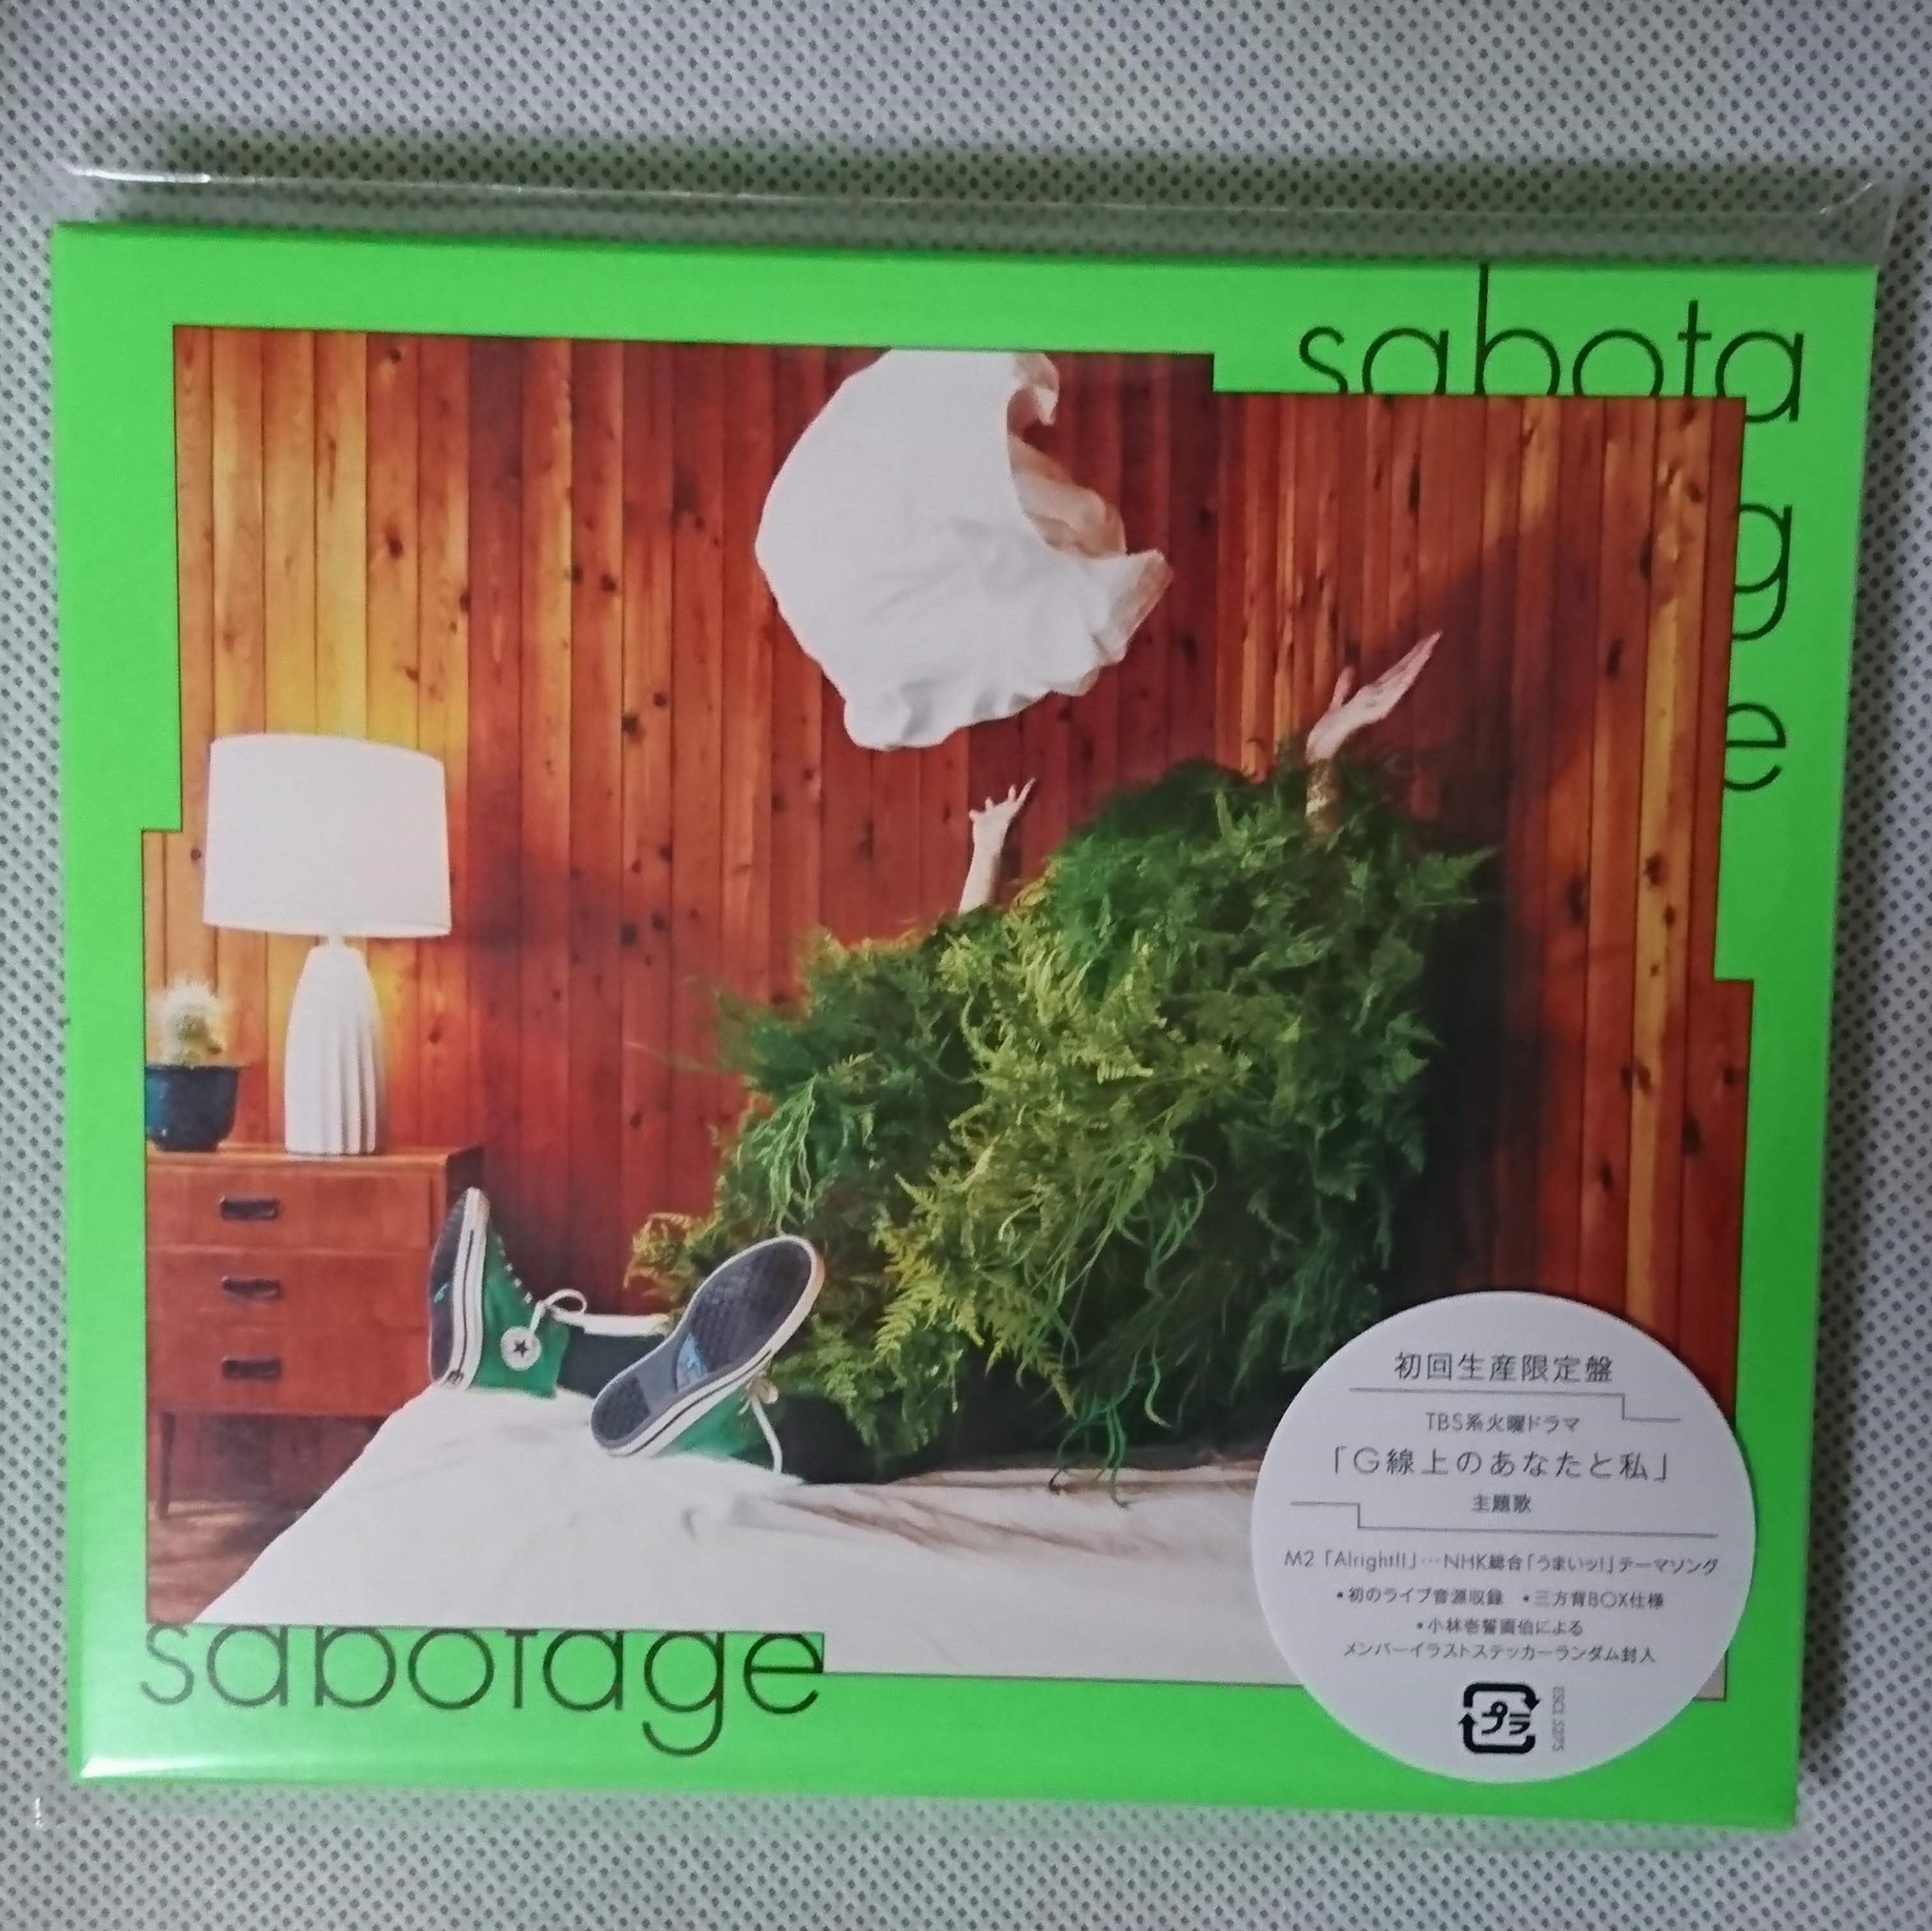 sabota
g
e
sabotage
初回生産限定盤
TBS系火曜ドラマ
「G線上のあなたと私」
主題歌
M2「Alright!!」…NHK総合「うまいッ!」テーマソング
•初のライブ音源収録 •三方背BOX仕様
•小林壱誓画伯による
メンバーイラストステッカーランダム封入
プラ